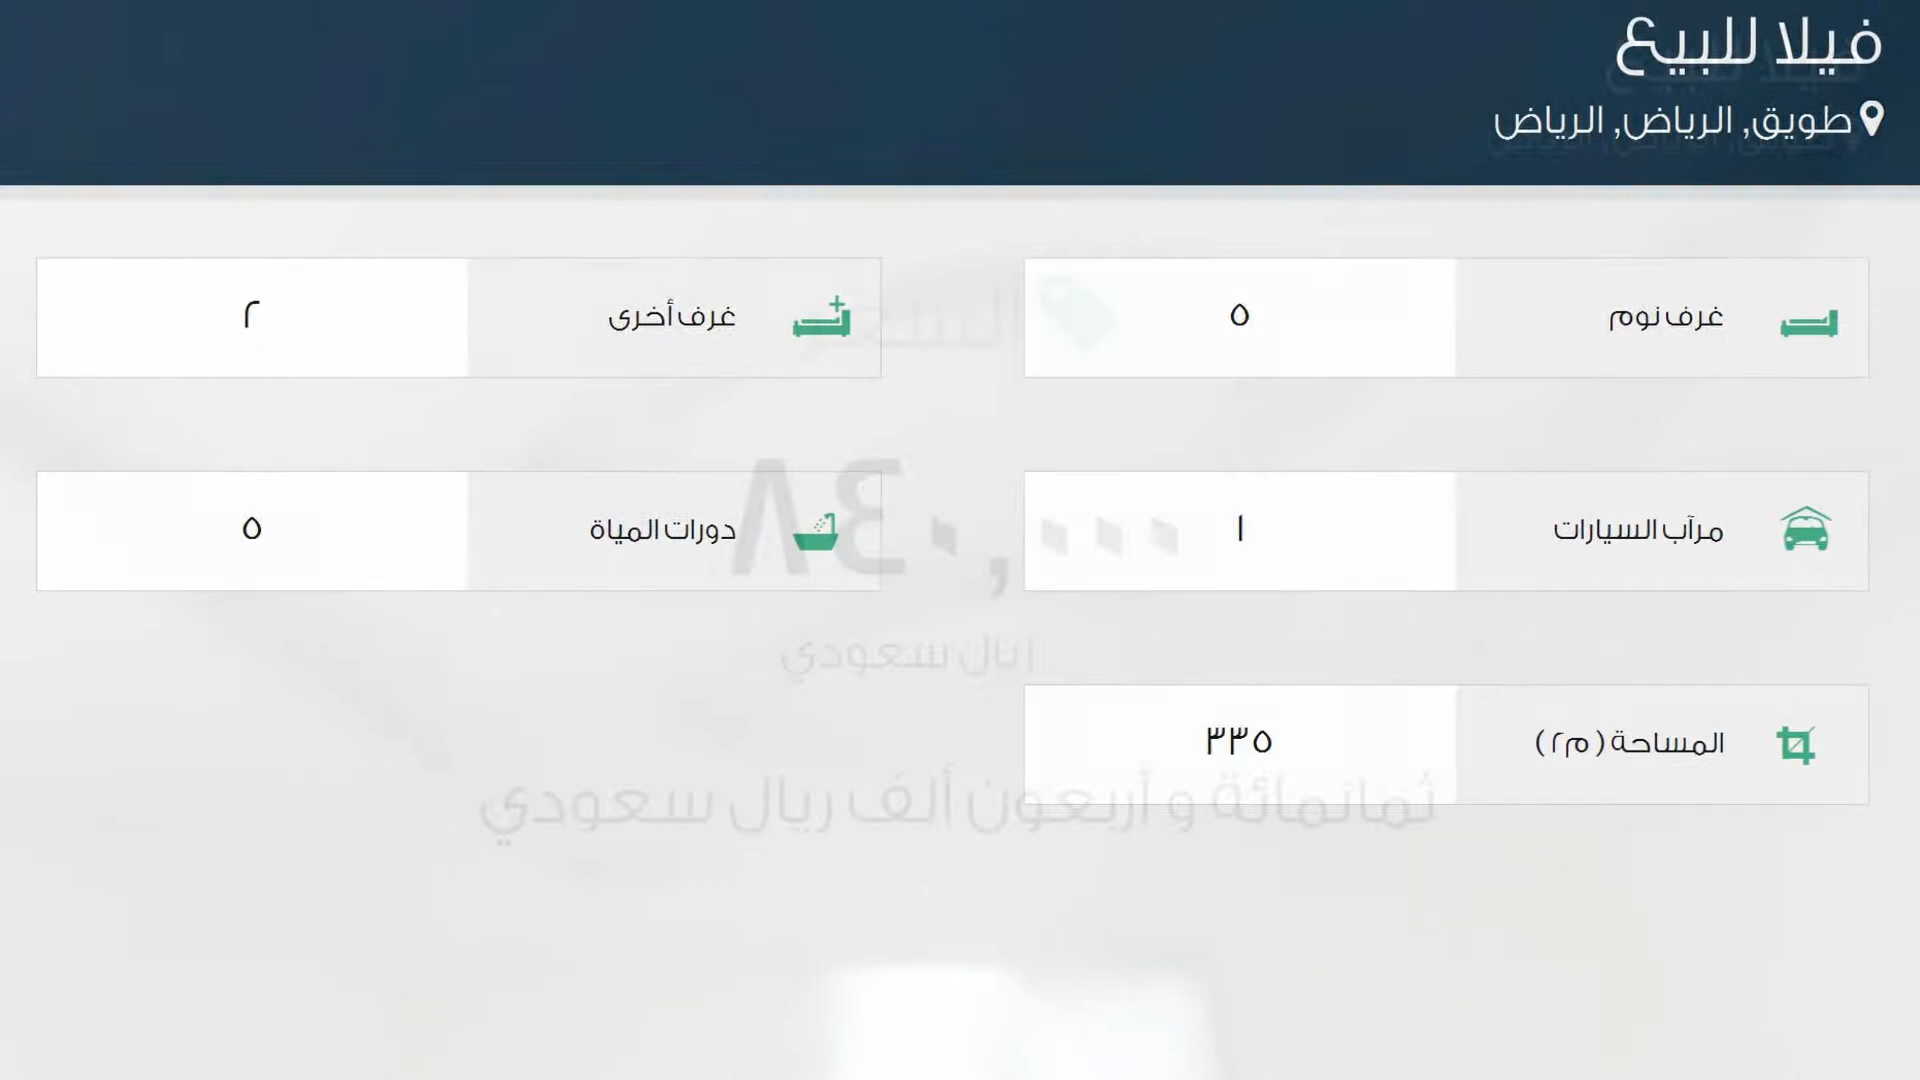 فيلا للبيع
طويق, الرياض, الرياض
غرف نوم ٥
غرف أخرى ٢
السعر
مرآب السيارات ١
دورات المياة ٥
٨٤٠,٠٠٠
ريال سعودي
المساحة (م٢) ٣٣٥
ثمانمائة و أربعون ألف ريال سعودي